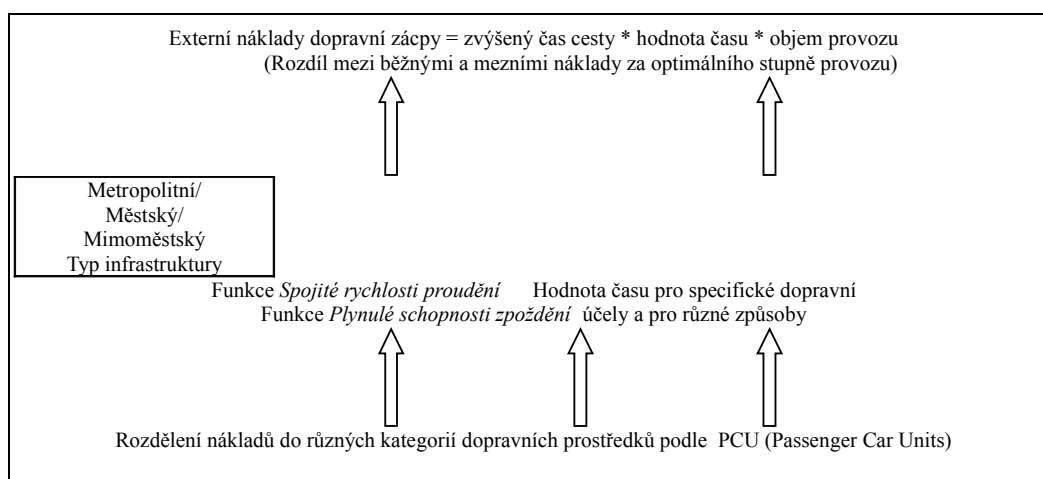 Externí náklady dopravní zácpy = zvýšený čas cesty * hodnota času * objem provozu
(Rozdíl mezi běžnými a mezními náklady za optimálního stupně provozu)
Metropolitní/
Městský/
Mimoměstský
Typ infrastruktury
Funkce Spojité rychlosti proudění Hodnota času pro specifické dopravní
Funkce Plynulé schopnosti zpoždění účely a pro různé způsoby
Rozdělení nákladů do různých kategorií dopravních prostředků podle PCU (Passenger Car Units)